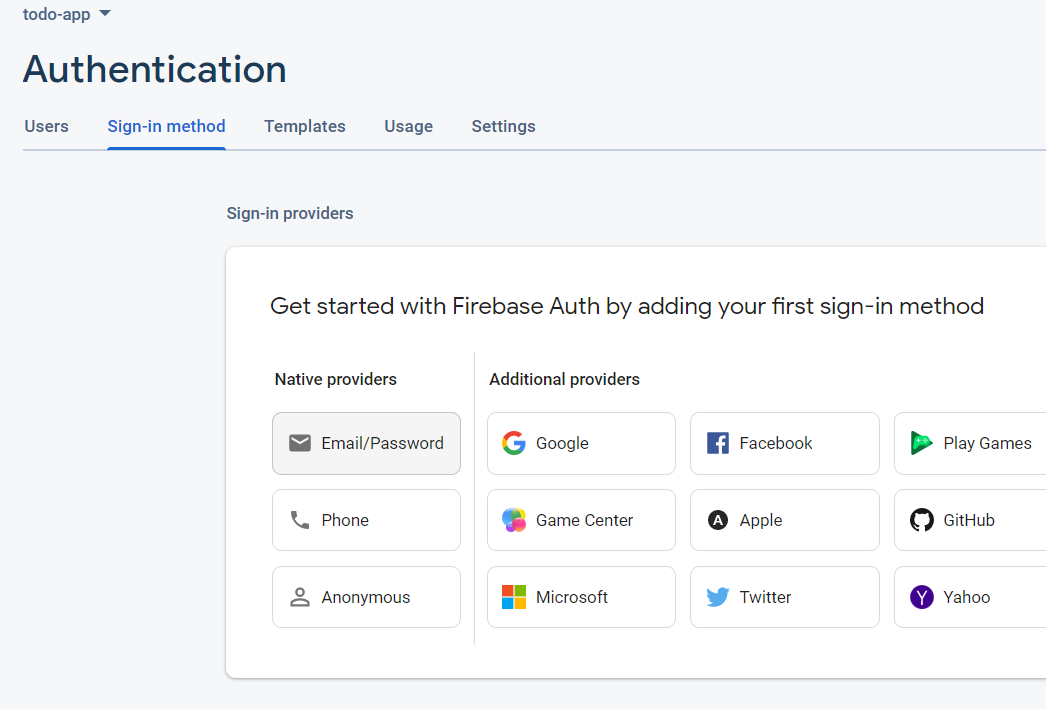 todo-app
Authentication
Users Sign-in method Templates Usage Settings
Sign-in providers
Get started with Firebase Auth by adding your first sign-in method
Native providers Additional providers
Email/Password Google Facebook Play Games
Phone Game Center Apple GitHub
Anonymous Microsoft Twitter Yahoo